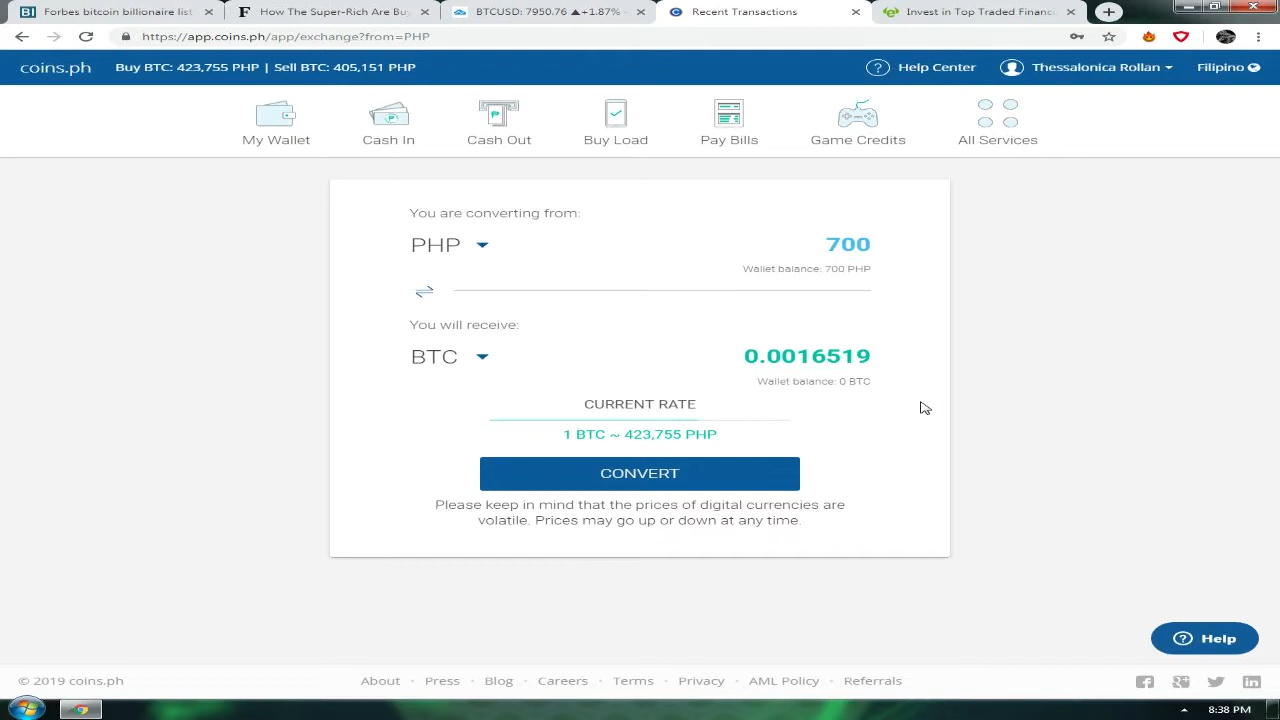 BI Forbes bitcoin billionaire list
F How The Super-Rich Are Bu
BTCUSD: 7950.76 ▲+1.87% -
Recent Transactions
Invest in Top Traded Financ
https://app.coins.ph/app/exchange?from=PHP
coins.ph
Buy BTC: 423,755 PHP | Sell BTC: 405,151 PHP
Help Center
Thessalonica Rollan
Filipino
My Wallet
Cash In
Cash Out
Buy Load
Pay Bills
Game Credits
All Services
You are converting from:
PHP 700
Wallet balance: 700 PHP
You will receive:
BTC 0.0016519
Wallet balance: 0 BTC
CURRENT RATE
1 BTC ~ 423,755 PHP
CONVERT
Please keep in mind that the prices of digital currencies are
volatile. Prices may go up or down at any time.
Help
© 2019 coins.ph
About · Press · Blog · Careers · Terms · Privacy · AML Policy · Referrals
8:38 PM